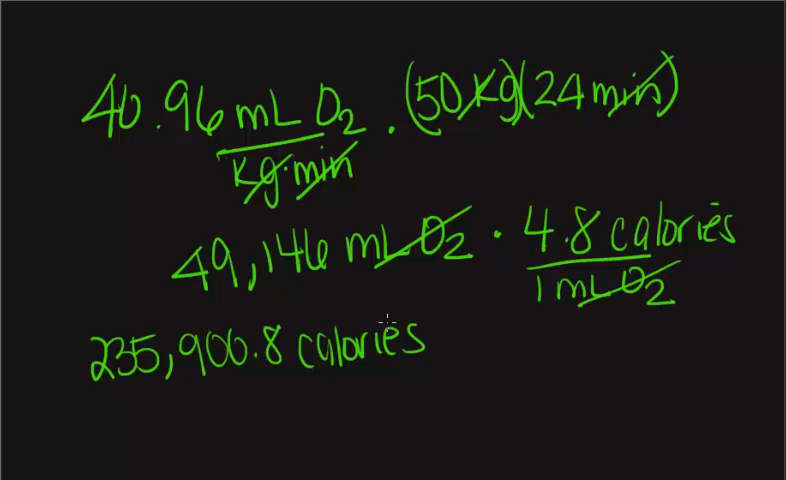 40.96 mL O₂ / kg·min · (50 kg)(24 min)
49,146 mL O₂ · 4.8 calories / 1 mL O₂
235,900.8 calories